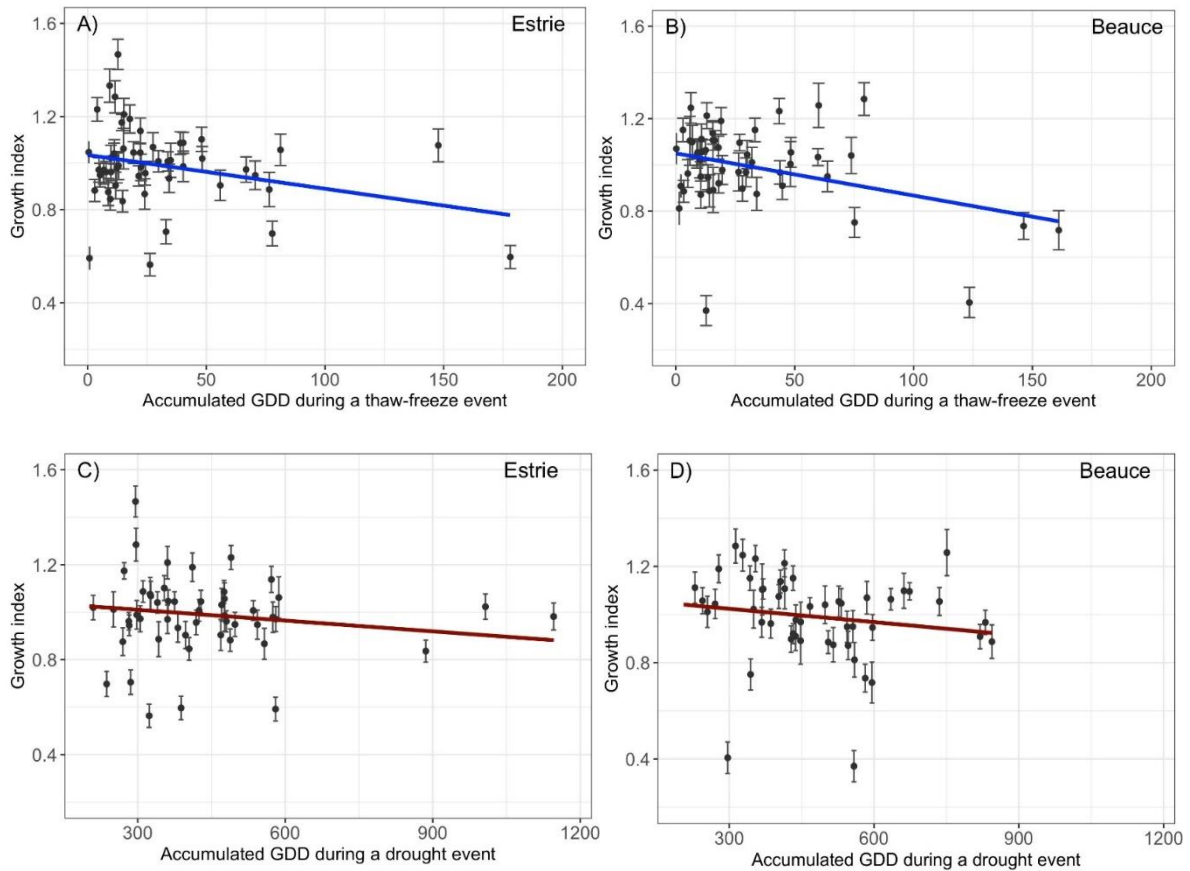 A) Estrie
1.6
1.2
0.8
0.4
Growth index
0 50 100 150 200
Accumulated GDD during a thaw-freeze event
B) Beauce
1.6
1.2
0.8
0.4
Growth index
0 50 100 150 200
Accumulated GDD during a thaw-freeze event
C) Estrie
1.6
1.2
0.8
0.4
Growth index
300 600 900 1200
Accumulated GDD during a drought event
D) Beauce
1.6
1.2
0.8
0.4
Growth index
300 600 900 1200
Accumulated GDD during a drought event